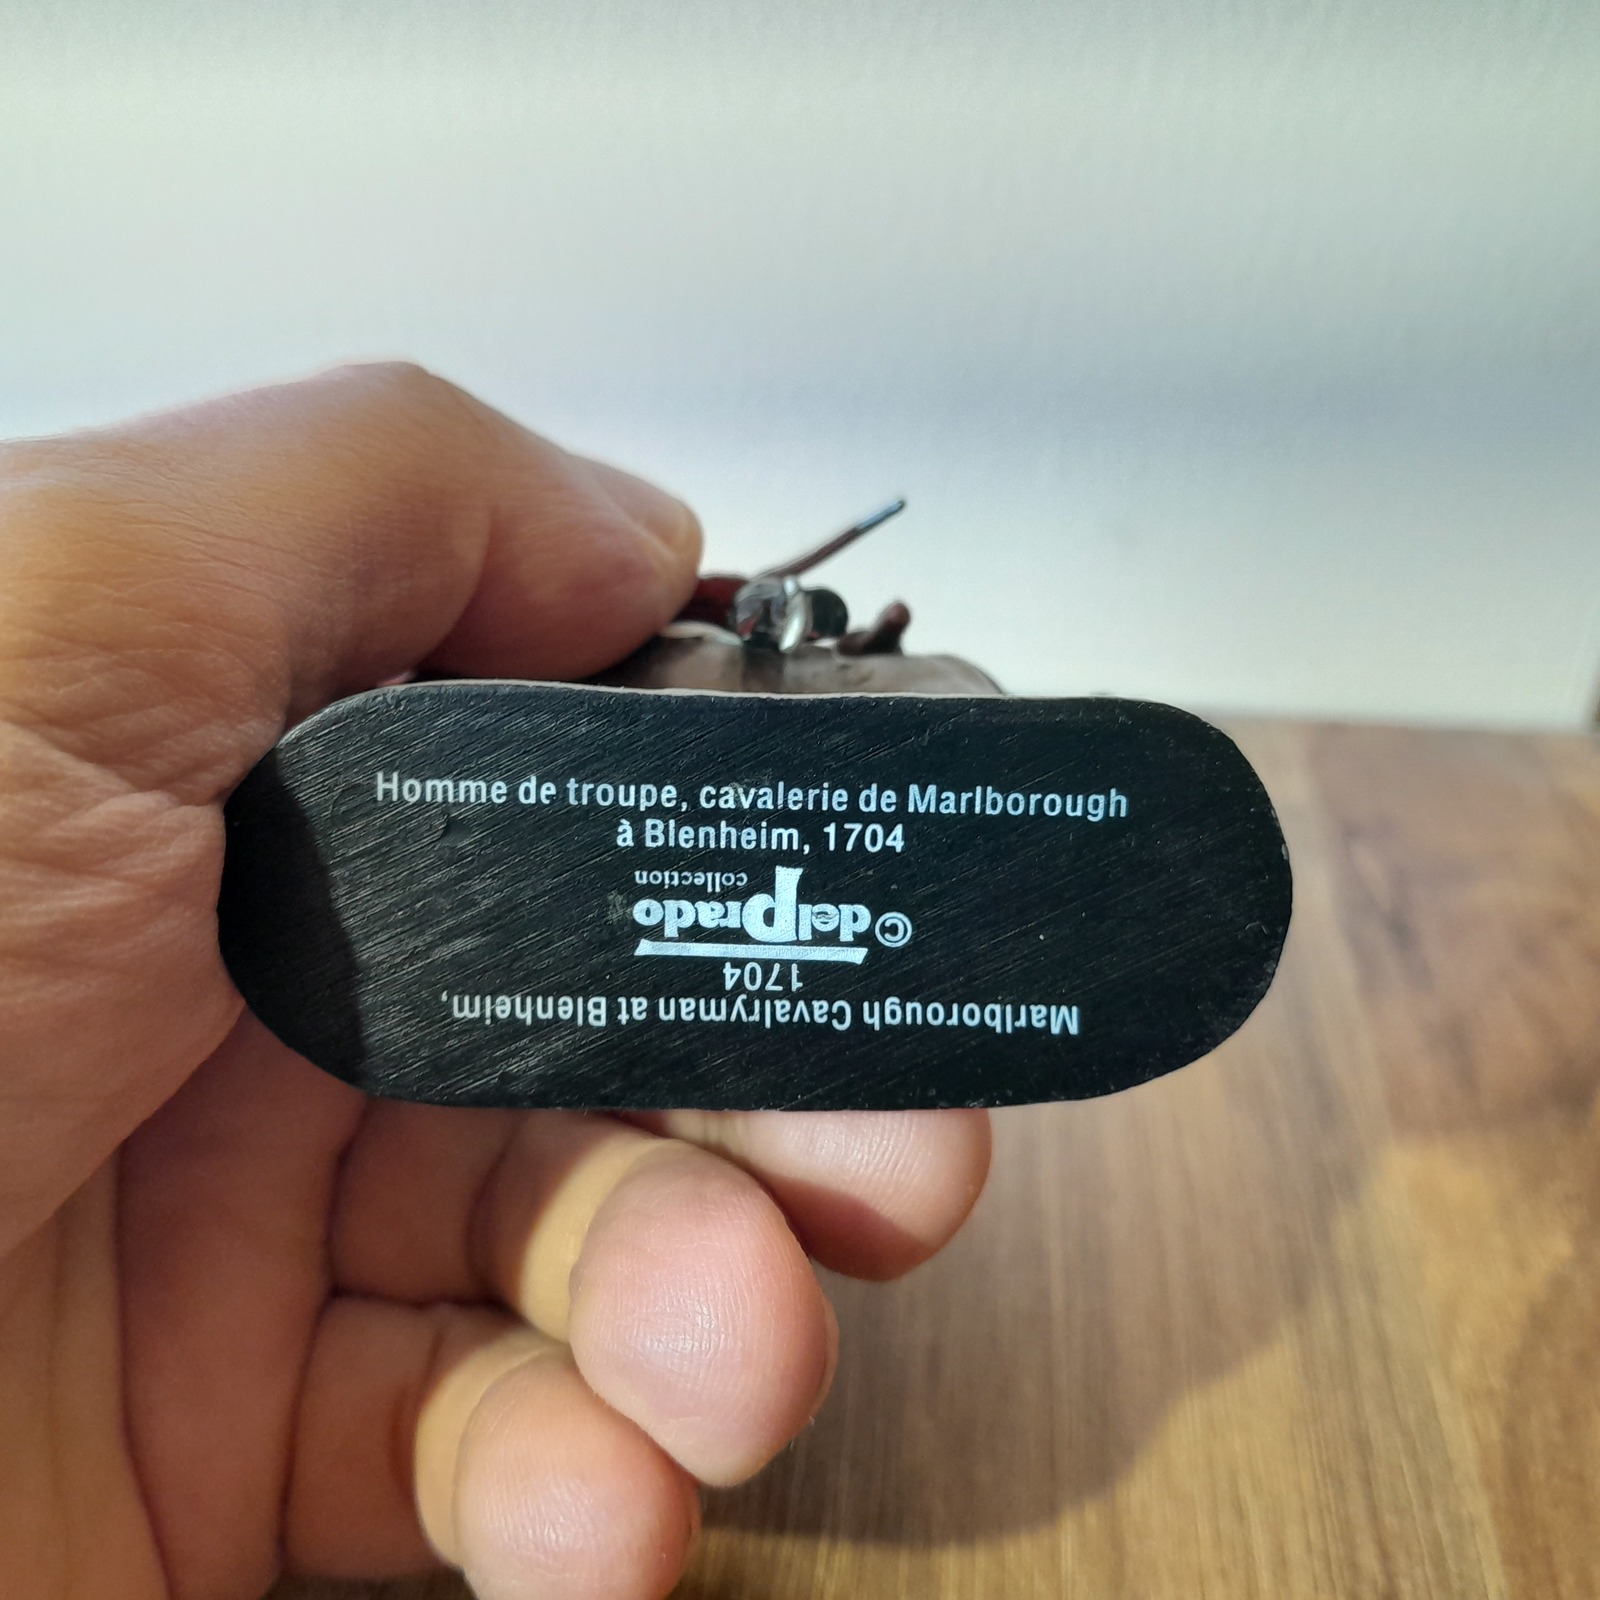 Homme de troupe, cavalerie de Marlborough
à Blenheim, 1704
Marlborough Cavalryman at Blenheim,
1704
© delPrado
collection